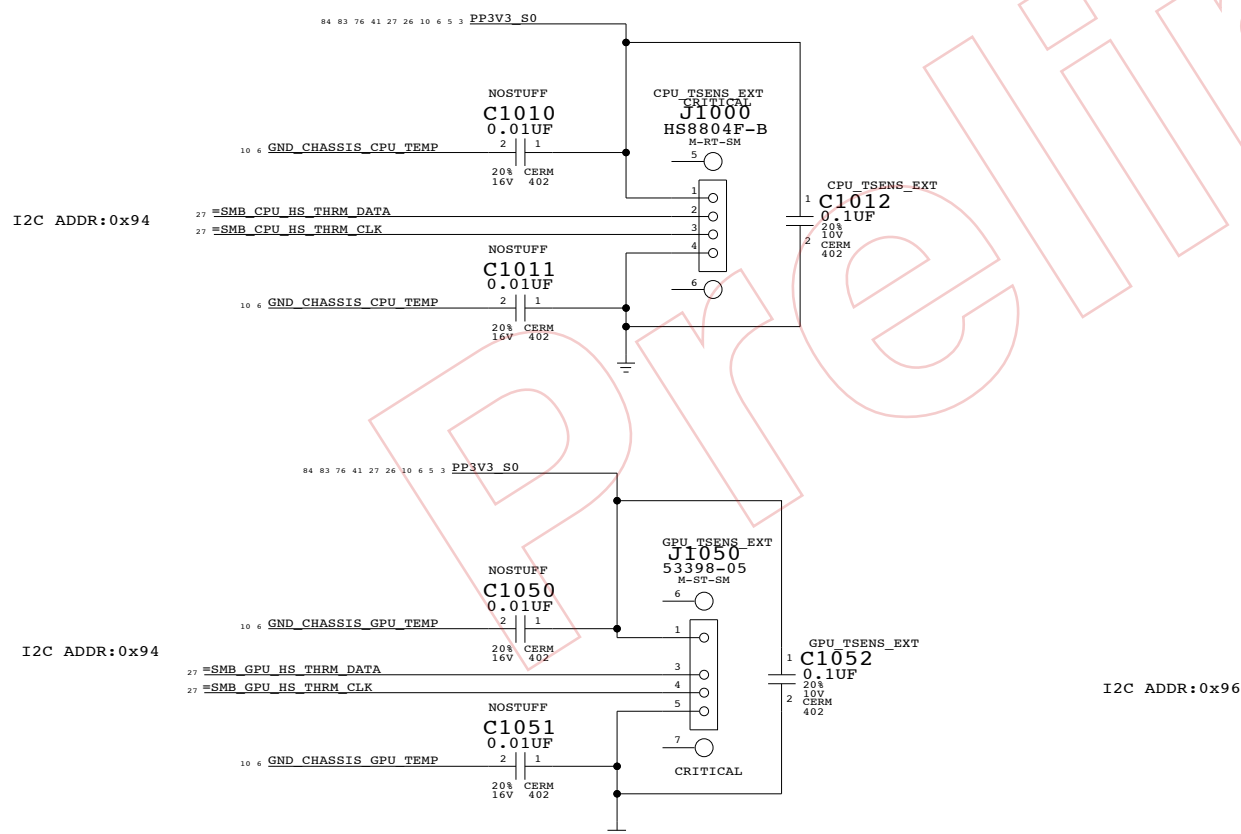 84 83 76 41 27 26 10 6 5 3 PP3V3_S0
NOSTUFF
C1010
0.01UF
CPU_TSENS_EXT
CRITICAL
J1000
HS8804F-B
M-RT-SM
10 6 GND_CHASSIS_CPU_TEMP
2 1
5
20% CERM
16V 402
1
CPU_TSENS_EXT
1
C1012
0.1UF
20%
10V
CERM
402
2
I2C ADDR:0x94
27 =SMB_CPU_HS_THRM_DATA
2
27 =SMB_CPU_HS_THRM_CLK
3
NOSTUFF
C1011
0.01UF
4
6
10 6 GND_CHASSIS_CPU_TEMP
2 1
20% CERM
16V 402
84 83 76 41 27 26 10 6 5 3 PP3V3_S0
GPU_TSENS_EXT
J1050
53398-05
M-ST-SM
NOSTUFF
C1050
0.01UF
6
10 6 GND_CHASSIS_GPU_TEMP
2 1
1
20% CERM
16V 402
GPU_TSENS_EXT
1
C1052
0.1UF
20%
10V
CERM
402
2
I2C ADDR:0x94
27 =SMB_GPU_HS_THRM_DATA
3
27 =SMB_GPU_HS_THRM_CLK
4
I2C ADDR:0x96
5
NOSTUFF
C1051
0.01UF
7
10 6 GND_CHASSIS_GPU_TEMP
2 1
CRITICAL
20% CERM
16V 402
Prelin